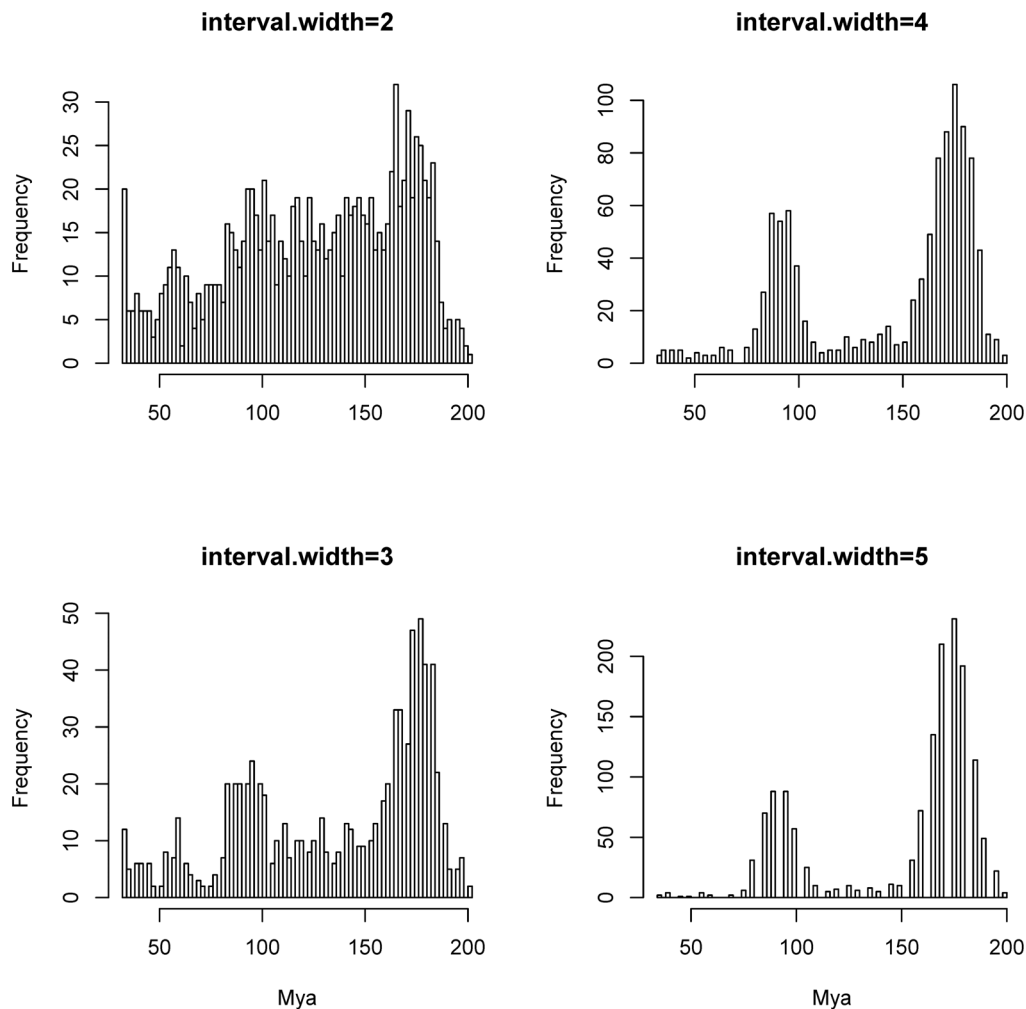 interval.width=2
Frequency
0 5 10 15 20 25 30
50 100 150 200
interval.width=4
Frequency
0 20 40 60 80 100
50 100 150 200
interval.width=3
Frequency
0 10 20 30 40 50
50 100 150 200
Mya
interval.width=5
Frequency
0 50 100 150 200
50 100 150 200
Mya